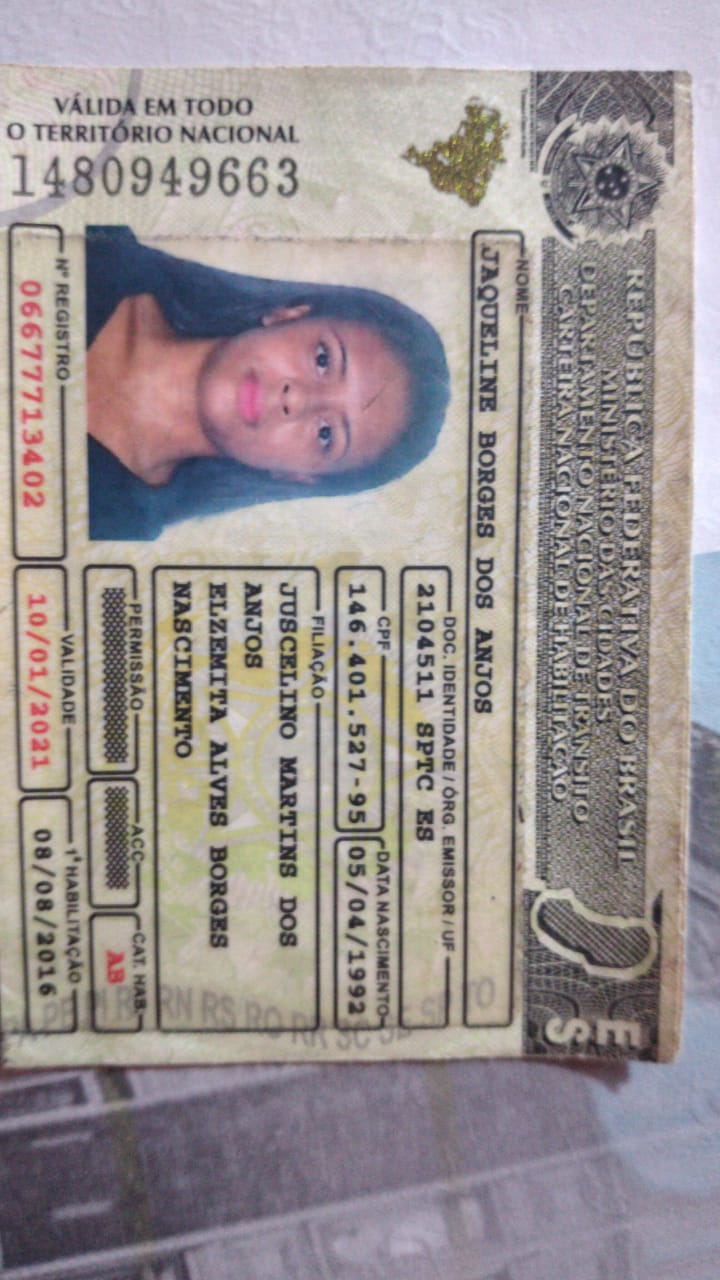 REPÚBLICA FEDERATIVA DO BRASIL
MINISTÉRIO DAS CIDADES
DEPARTAMENTO NACIONAL DE TRÂNSITO
CARTEIRA NACIONAL DE HABILITAÇÃO
ES
NOME
JAQUELINE BORGES DOS ANJOS
DOC. IDENTIDADE / ÓRG. EMISSOR / UF
2104511 SPTC ES
CPF
146.401.527-95
DATA NASCIMENTO
05/04/1992
FILIAÇÃO
JUSCELINO MARTINS DOS
ANJOS
ELZEMITA ALVES BORGES
NASCIMENTO
PERMISSÃO
ACC
CAT. HAB.
AB
Nº REGISTRO
06677713402
VALIDADE
10/01/2021
1ª HABILITAÇÃO
08/08/2016
VÁLIDA EM TODO
O TERRITÓRIO NACIONAL
1480949663